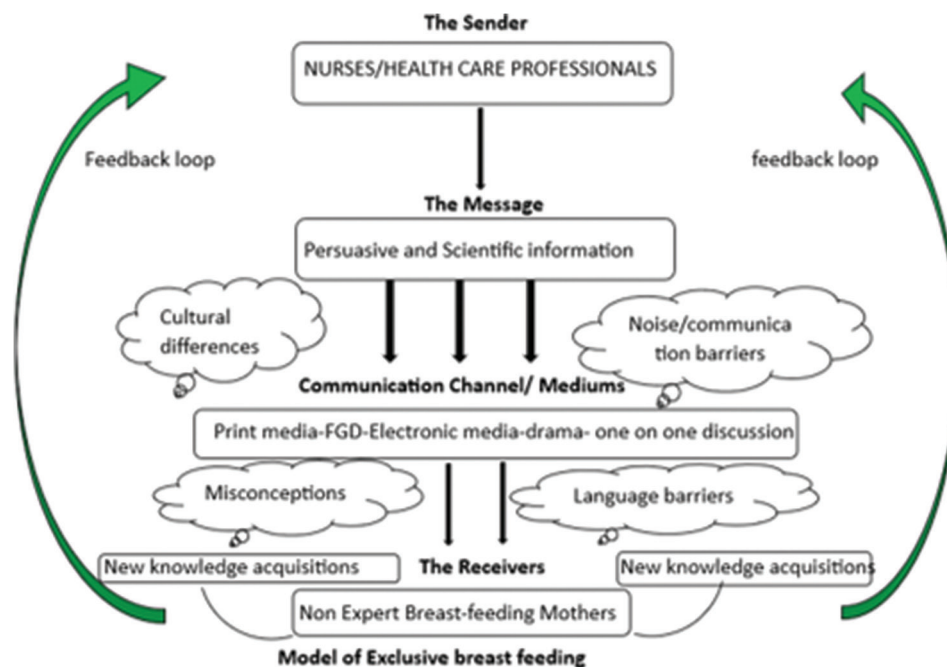 The Sender
NURSES/HEALTH CARE PROFESSIONALS
Feedback loop
feedback loop
The Message
Persuasive and Scientific information
Cultural
differences
Noise/communica
tion barriers
Communication Channel/ Mediums
Print media-FGD-Electronic media-drama- one on one discussion
Misconceptions
Language barriers
New knowledge acquisitions
The Receivers
New knowledge acquisitions
Non Expert Breast-feeding Mothers
Model of Exclusive breast feeding